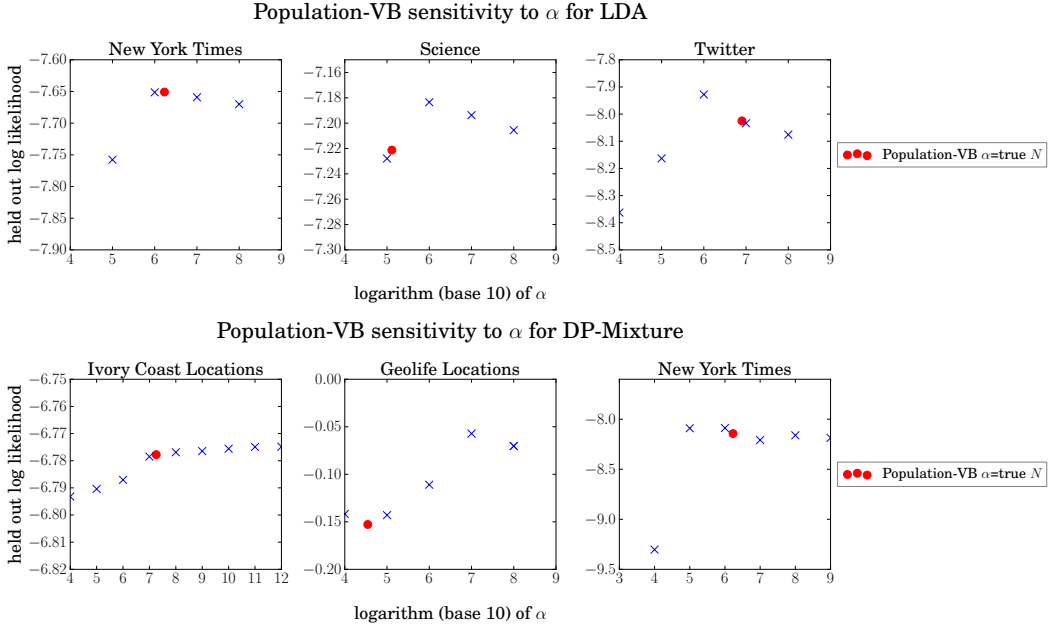 Population-VB sensitivity to α for LDA
New York Times
Science
Twitter
held out log likelihood
−7.60
−7.65
−7.70
−7.75
−7.80
−7.85
−7.90
4 5 6 7 8 9
−7.16
−7.18
−7.20
−7.22
−7.24
−7.26
−7.28
−7.30
4 5 6 7 8 9
−7.8
−7.9
−8.0
−8.1
−8.2
−8.3
−8.4
−8.5
4 5 6 7 8 9
Population-VB α=true N
logarithm (base 10) of α
Population-VB sensitivity to α for DP-Mixture
Ivory Coast Locations
Geolife Locations
New York Times
held out log likelihood
−6.75
−6.76
−6.77
−6.78
−6.79
−6.80
−6.81
−6.82
4 5 6 7 8 9 10 11 12
0.00
−0.05
−0.10
−0.15
−0.20
4 5 6 7 8 9
−8.0
−8.5
−9.0
−9.5
3 4 5 6 7 8 9
Population-VB α=true N
logarithm (base 10) of α